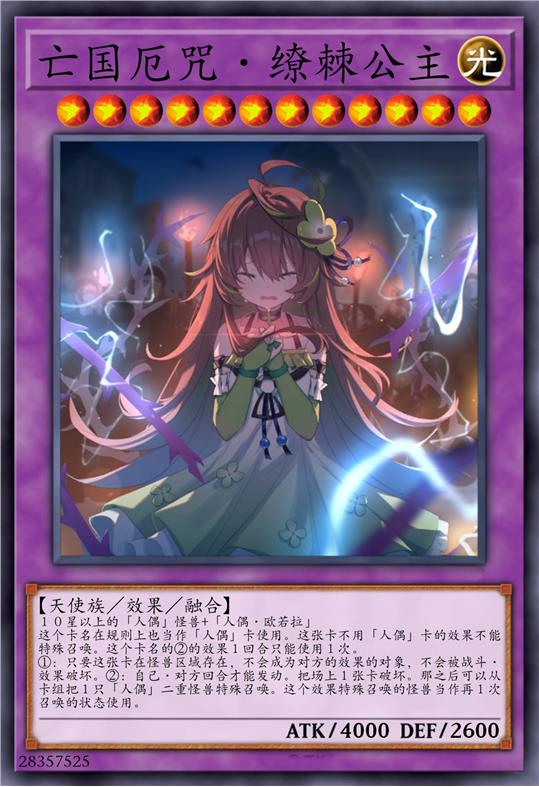 亡国厄咒·缭棘公主
光
【天使族／效果／融合】
１０星以上的「人偶」怪兽+「人偶·欧若拉」
这个卡名在规则上也当作「人偶」卡使用。这张卡不用「人偶」卡的效果不能
特殊召唤。这个卡名的②的效果１回合只能使用１次。
①：只要这张卡在怪兽区域存在，不会成为对方的效果的对象，不会被战斗·
效果破坏。②：自己·对方回合才能发动。把场上１张卡破坏。那之后可以从
卡组把１只「人偶」二重怪兽特殊召唤。这个效果特殊召唤的怪兽当作再１次
召唤的状态使用。
ATK/4000 DEF/2600
28357525